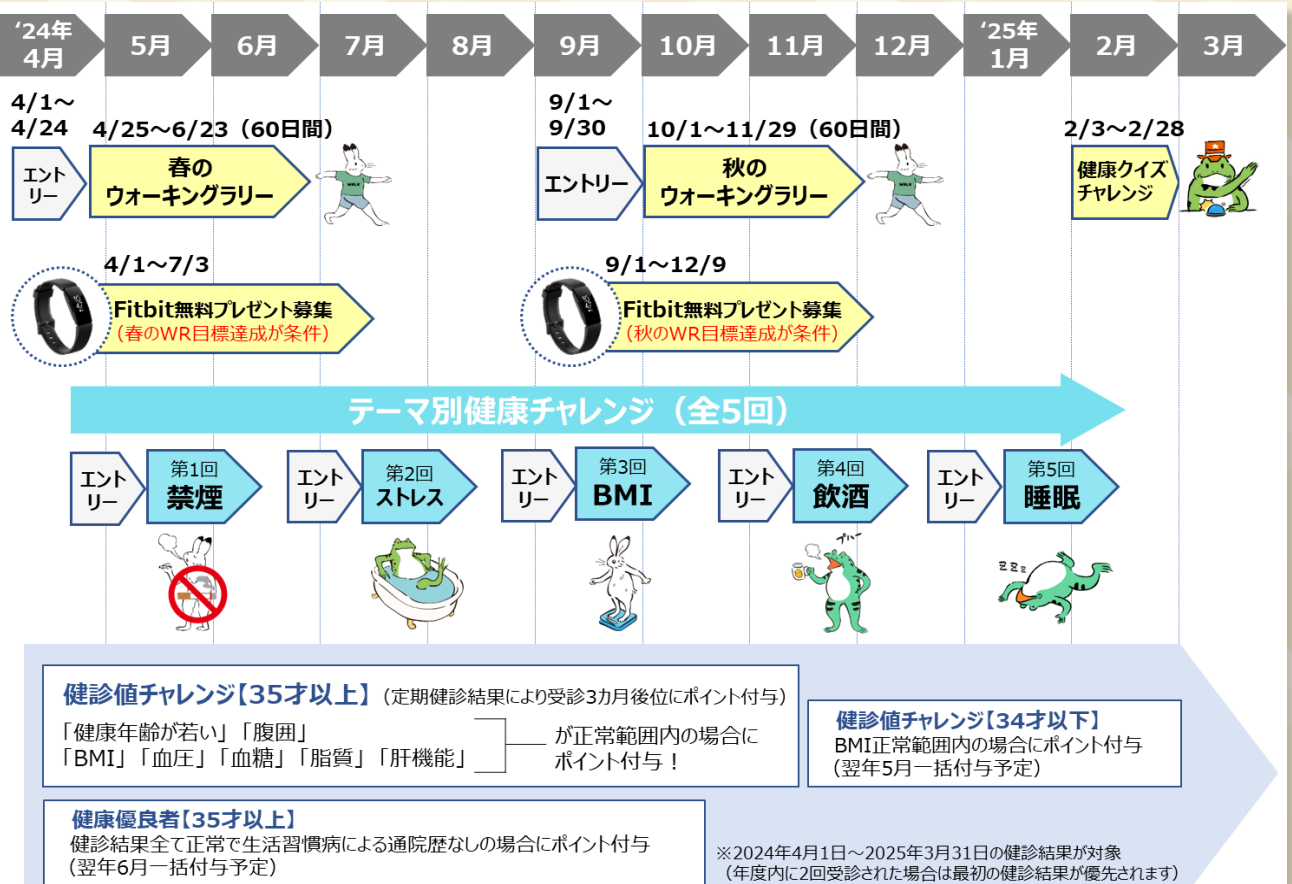 ‘24年
4月
5月
6月
7月
8月
9月
10月
11月
12月
‘25年
1月
2月
3月
4/1～
4/24
4/25～6/23（60日間）
9/1～
9/30
10/1～11/29（60日間）
2/3～2/28
エント
リー
春の
ウォーキングラリー
WALK
エントリー
秋の
ウォーキングラリー
WALK
健康クイズ
チャレンジ
4/1～7/3
Fitbit無料プレゼント募集
（春のWR目標達成が条件）
9/1～12/9
Fitbit無料プレゼント募集
（秋のWR目標達成が条件）
テーマ別健康チャレンジ（全5回）
エント
リー
第1回
禁煙
エント
リー
第2回
ストレス
エント
リー
第3回
BMI
エント
リー
第4回
飲酒
エント
リー
第5回
睡眠
プハー
ZZZz
健診値チャレンジ【35才以上】（定期健診結果により受診3カ月後位にポイント付与）
「健康年齢が若い」「腹囲」
「BMI」「血圧」「血糖」「脂質」「肝機能」
が正常範囲内の場合に
ポイント付与！
健診値チャレンジ【34才以下】
BMI正常範囲内の場合にポイント付与
（翌年5月一括付与予定）
健康優良者【35才以上】
健診結果全て正常で生活習慣病による通院歴なしの場合にポイント付与
（翌年6月一括付与予定）
※2024年4月1日～2025年3月31日の健診結果が対象
（年度内に2回受診された場合は最初の健診結果が優先されます）